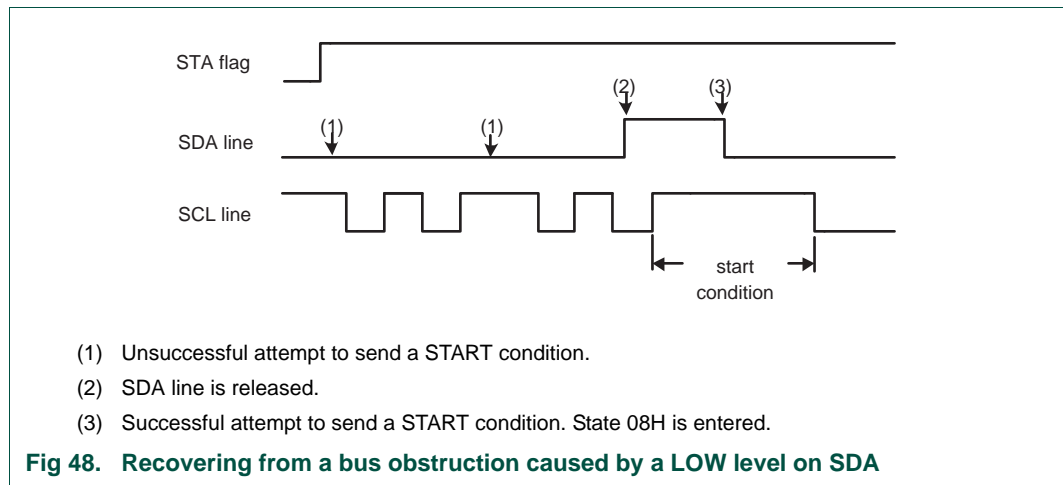 STA flag
(2) (3)
(1) (1)
SDA line
SCL line
start
condition
(1) Unsuccessful attempt to send a START condition.
(2) SDA line is released.
(3) Successful attempt to send a START condition. State 08H is entered.
Fig 48. Recovering from a bus obstruction caused by a LOW level on SDA